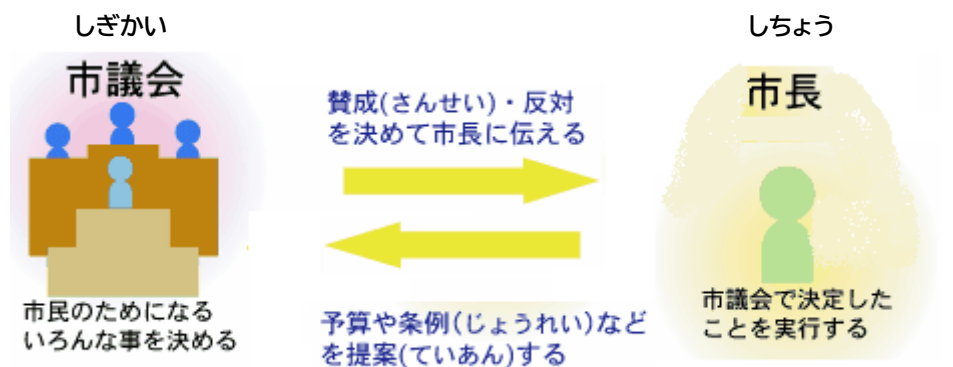 しぎかい
しちょう
市議会
市長
賛成(さんせい)・反対
を決めて市長に伝える
市民のためになる
いろんな事を決める
予算や条例(じょうれい)など
を提案(ていあん)する
市議会で決定した
ことを実行する